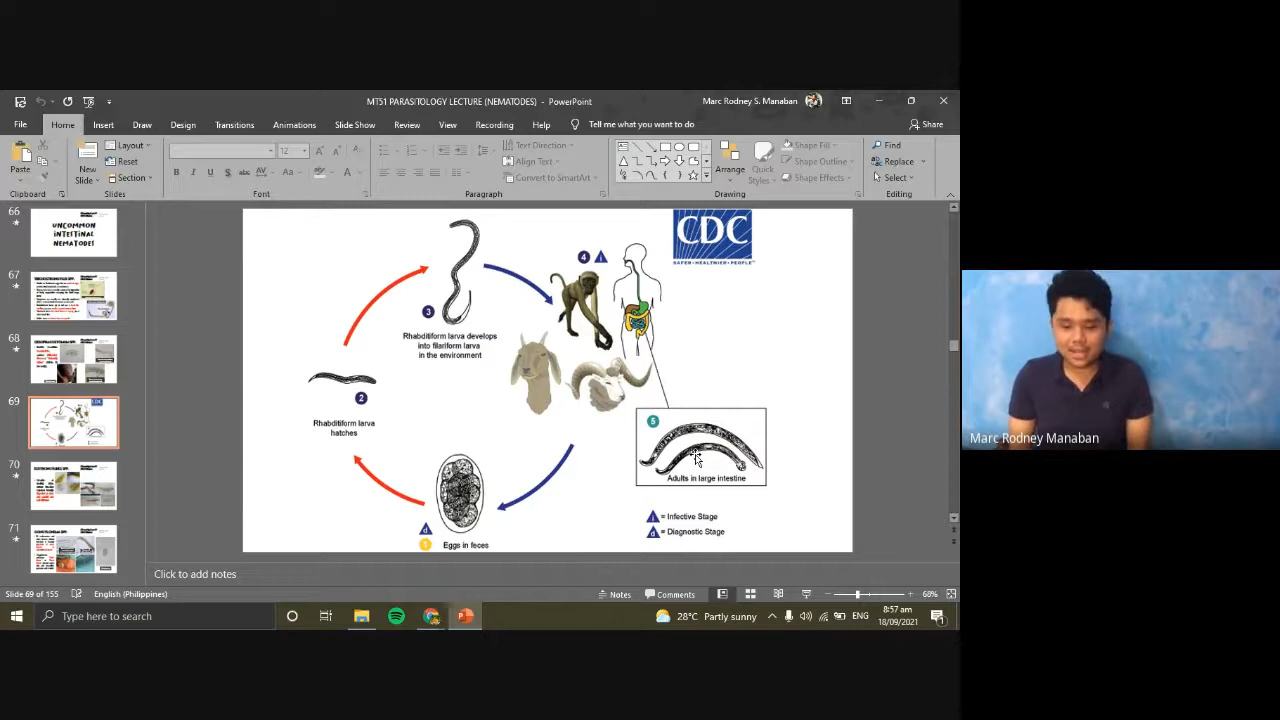 MT51 PARASITOLOGY LECTURE (NEMATODES) - PowerPoint
Marc Rodney S. Manaban
File Home Insert Draw Design Transitions Animations Slide Show Review View Recording Help Tell me what you want to do Share
Paste
Clipboard
New Slide
Layout
Reset
Section
Slides
12
B I U S abc AV Aa A
Font
Text Direction
Align Text
Convert to SmartArt
Paragraph
Arrange
Quick Styles
Shape Fill
Shape Outline
Shape Effects
Drawing
Find
Replace
Select
Editing
66
UNCOMMON
INTESTINAL
NEMATODES
67
68
69
70
71
CDC
SAFER·HEALTHIER·PEOPLE™
4 i
3
Rhabditiform larva develops
into filariform larva
in the environment
2
Rhabditiform larva
hatches
5
Adults in large intestine
d
1
Eggs in feces
i = Infective Stage
d = Diagnostic Stage
Click to add notes
Slide 69 of 155 English (Philippines) Notes Comments 68%
Type here to search
28°C Partly sunny
ENG
8:57 am
18/09/2021
1
Marc Rodney Manaban